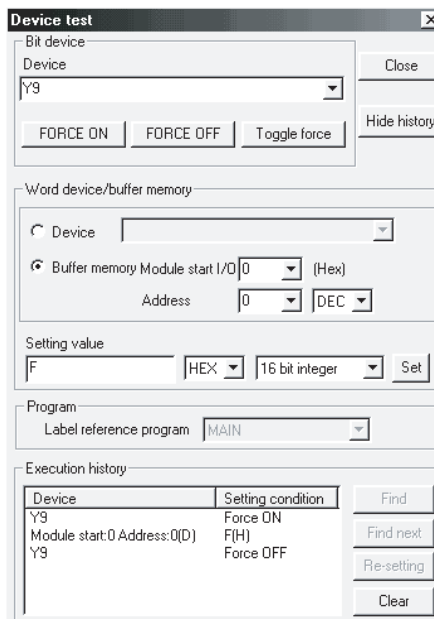 Device test
Bit device
Device
Close
Y9
FORCE ON FORCE OFF Toggle force
Hide history
Word device/buffer memory
Device
Buffer memory Module start I/O 0 (Hex)
Address 0 DEC
Setting value
F HEX 16 bit integer Set
Program
Label reference program MAIN
Execution history
Device Setting condition
Y9 Force ON
Module start:0 Address:0(D) F(H)
Y9 Force OFF
Find
Find next
Re-setting
Clear